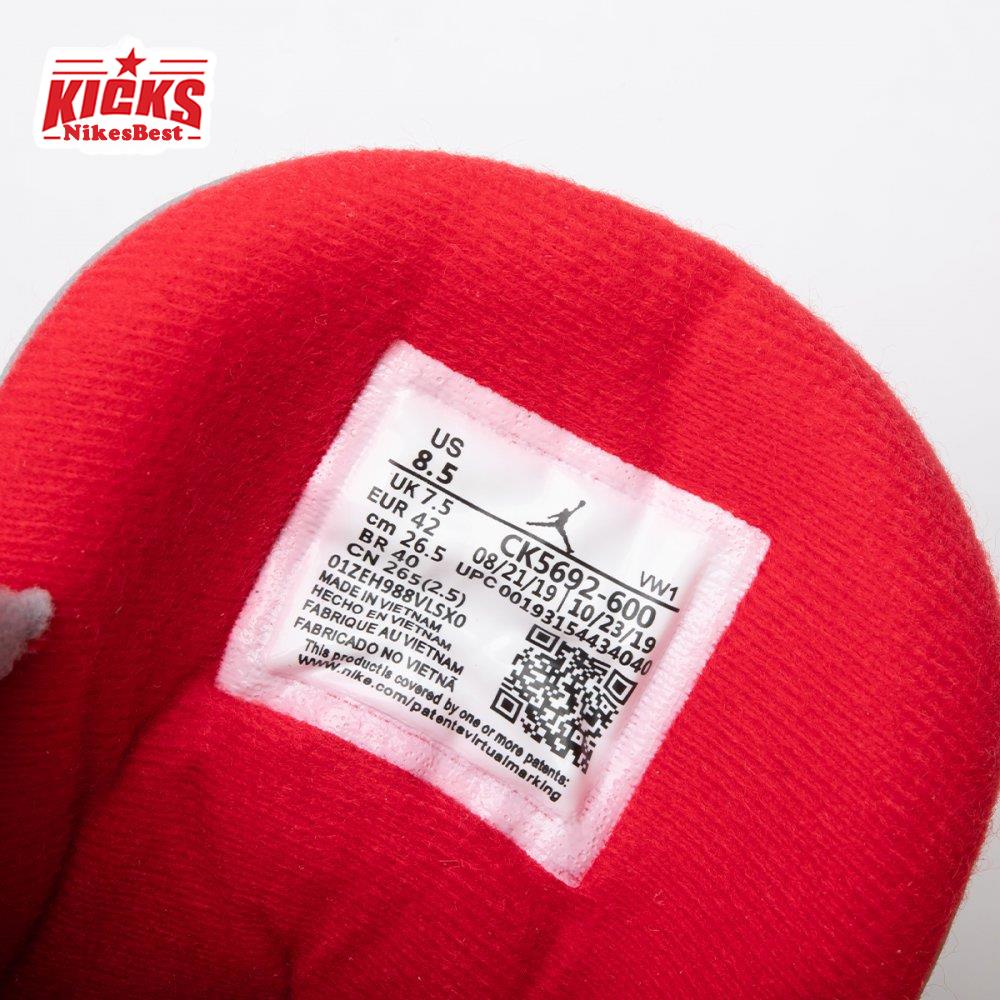 KICKS
NikesBest
US
8.5
UK 7.5
EUR 42
cm 26.5
BR 40
CN 265(2.5)
01ZEH988VLSX0
MADE IN VIETNAM
HECHO EN VIETNAM
FABRIQUE AU VIETNAM
FABRICADO NO VIETNÃ
This product is covered by one or more patents:
www.nike.com/patentsvirtualmarking
VW1
CK5692-600
08/21/19 | 10/23/19
UPC 00193154434040